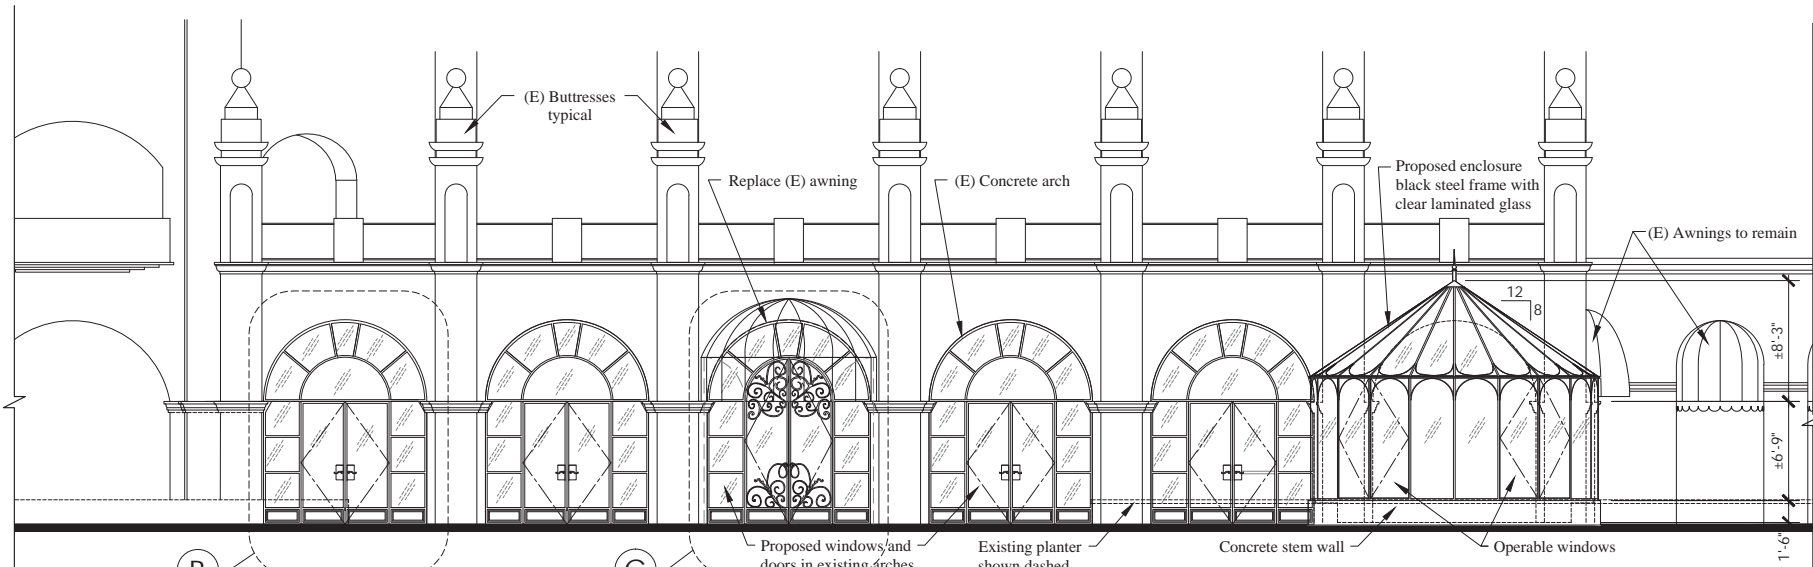 (E) Buttresses
typical
Replace (E) awning
(E) Concrete arch
Proposed enclosure
black steel frame with
clear laminated glass
(E) Awnings to remain
12
8
±8'-3"
±6'-9"
1'-6"
Proposed windows and
doors in existing arches
Existing planter
shown dashed
Concrete stem wall
Operable windows
B